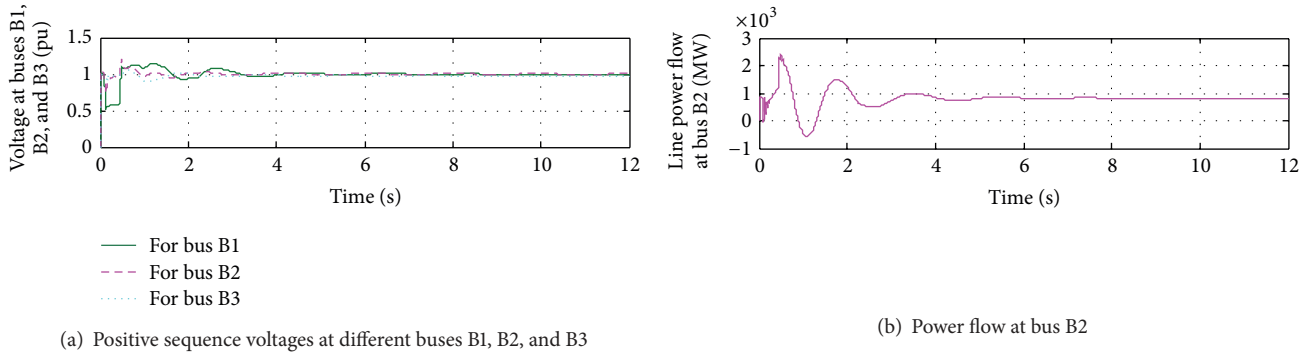 Voltage at buses B1,
B2, and B3 (pu)
1.5
1
0.5
0
0
2
4
6
8
10
12
Time (s)
For bus B1
For bus B2
For bus B3
(a) Positive sequence voltages at different buses B1, B2, and B3
×10³
Line power flow
at bus B2 (MW)
3
2
1
0
−1
0
2
4
6
8
10
12
Time (s)
(b) Power flow at bus B2